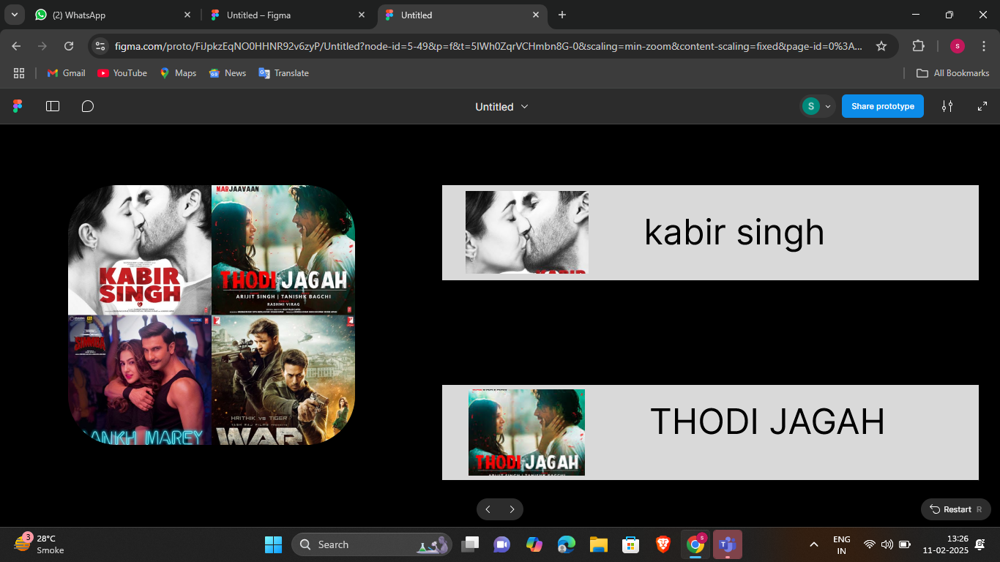 (2) WhatsApp
Untitled – Figma
Untitled
figma.com/proto/FiJpkzEqNO0HHNR92v6zyP/Untitled?node-id=5-49&p=f&t=5IWh0ZqrVCHmbn8G-0&scaling=min-zoom&content-scaling=fixed&page-id=0%3A...
S
Gmail
YouTube
Maps
News
Translate
All Bookmarks
Untitled
S
Share prototype
KABIR
SINGH
MARJAAVAAN
THODI JAGAH
ARIJIT SINGH | TANISHK BAGCHI
RASHMI VIRAG
SIMMBA
AANKH MAREY
HRITHIK VS TIGER
YASH RAJ FILMS PRESENTS
WAR
kabir singh
KABIR
THODI JAGAH
THODI JAGAH
ARIJIT SINGH | TANISHK BAGCHI
Restart R
3
28°C
Smoke
Search
S
ENG
IN
13:26
11-02-2025